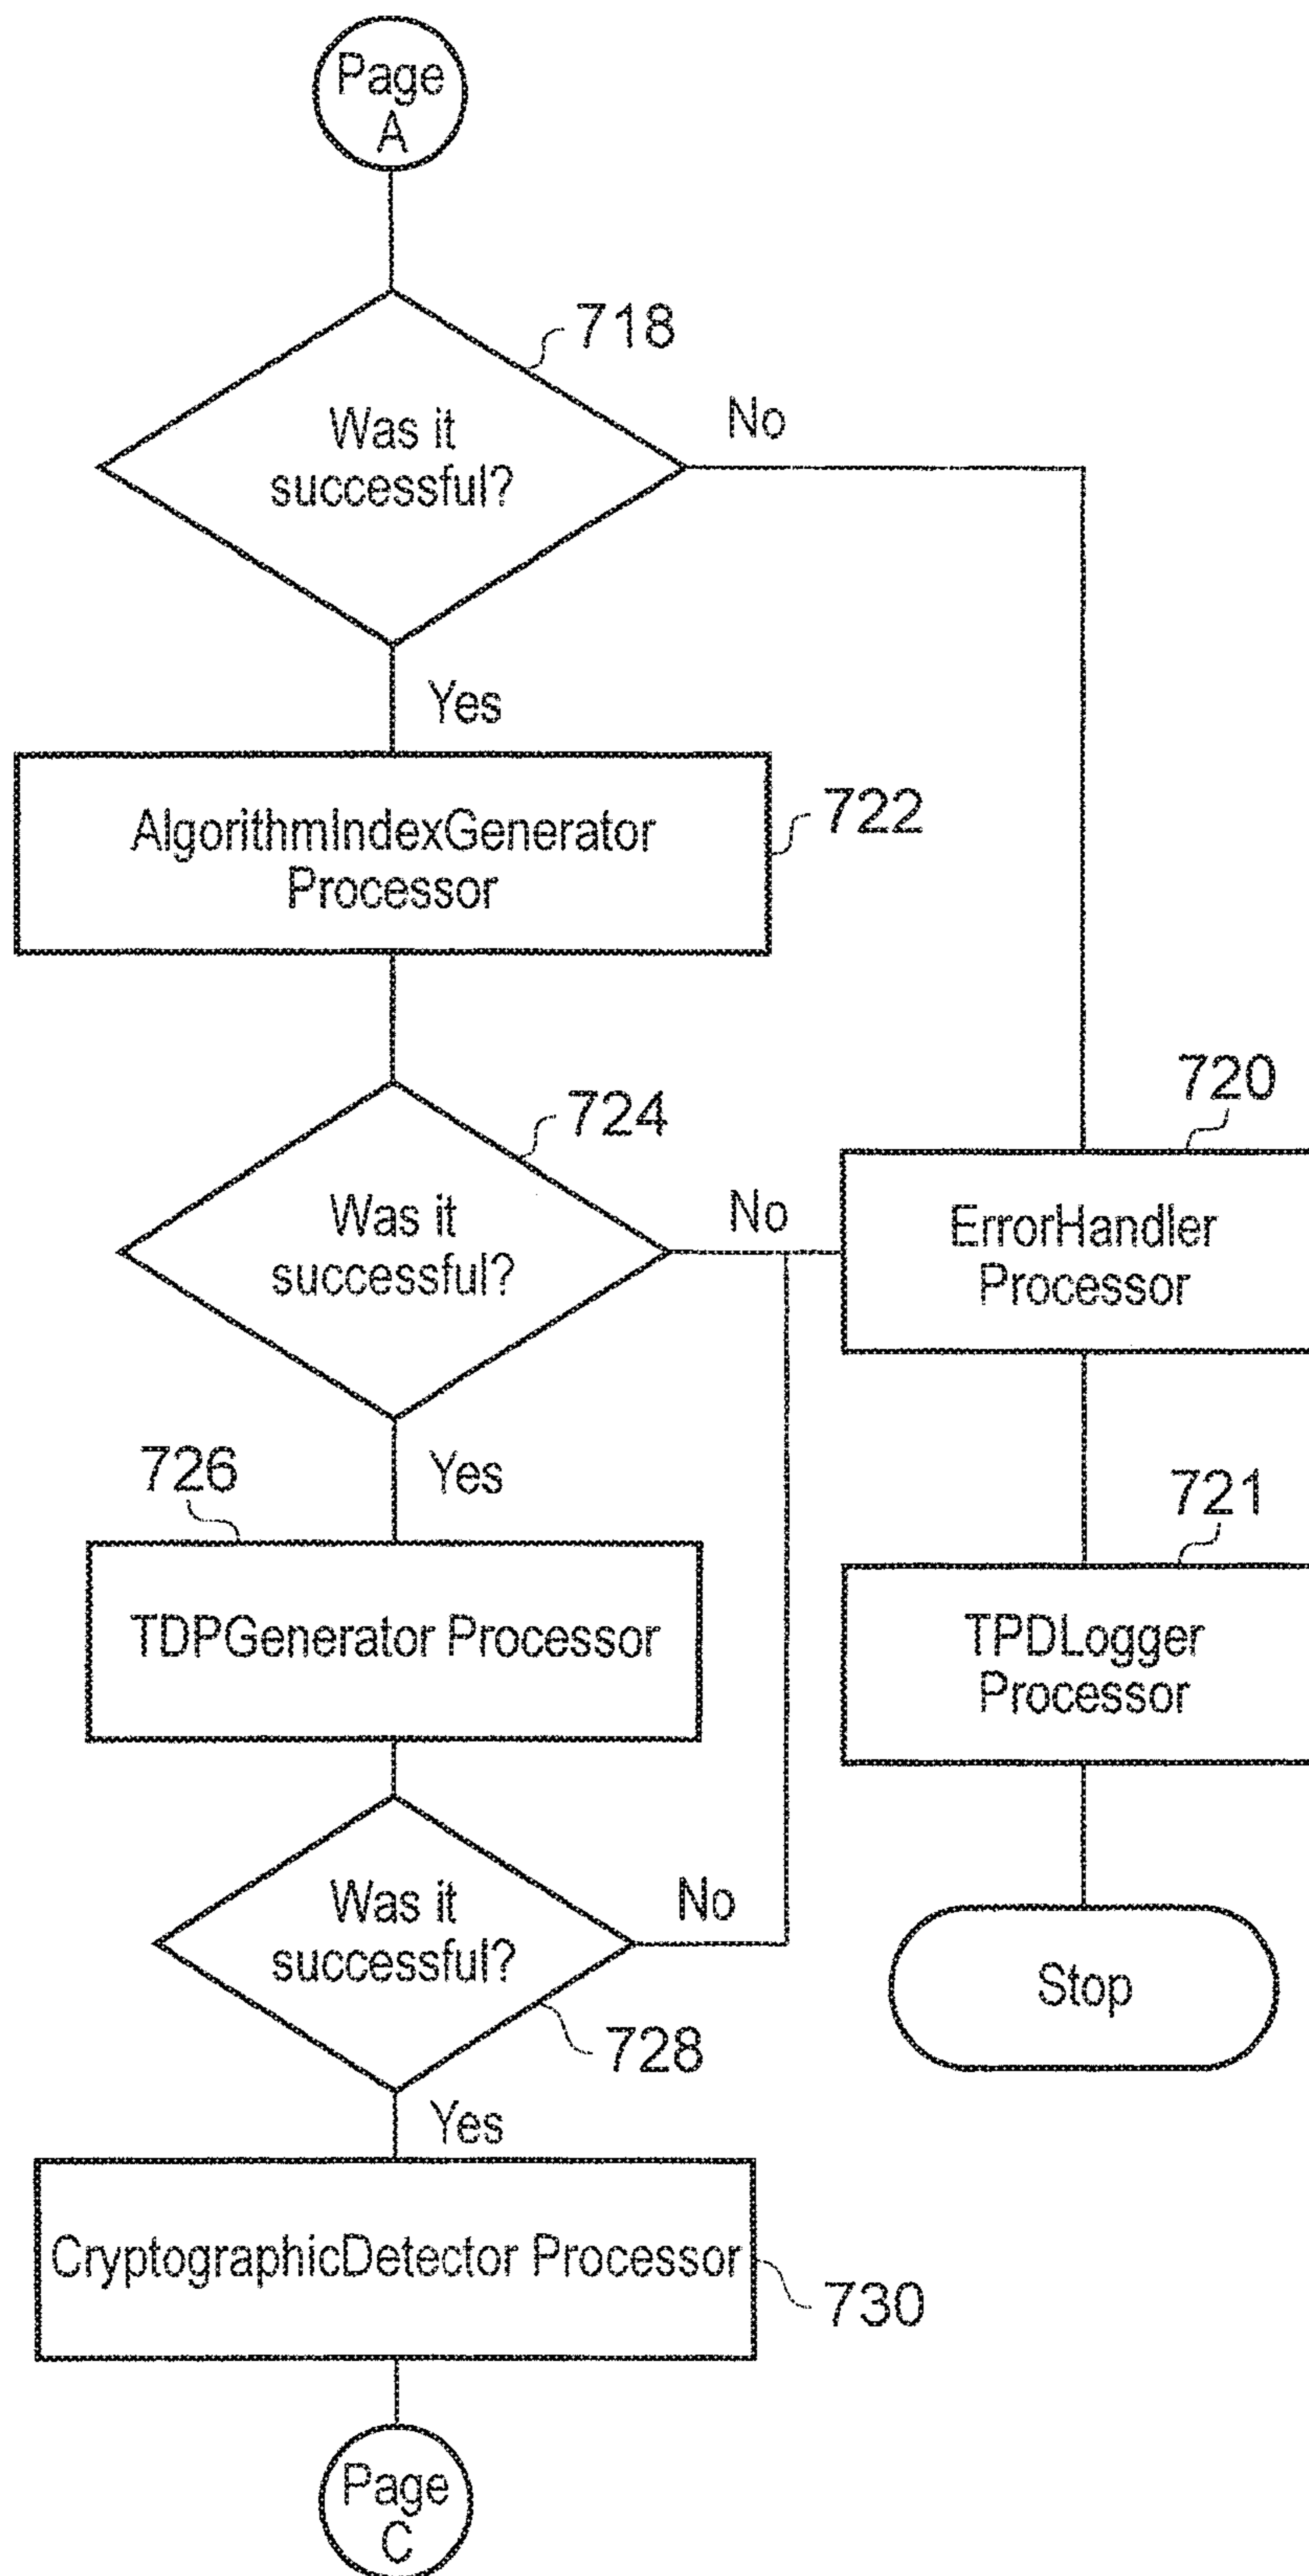 Page
A
718
Was it
successful?
No
Yes
AlgorithmIndexGenerator
Processor
722
724
Was it
successful?
No
720
ErrorHandler
Processor
Yes
726
TDPGenerator Processor
721
TPDLogger
Processor
Was it
successful?
No
728
Stop
Yes
CryptographicDetector Processor
730
Page
C